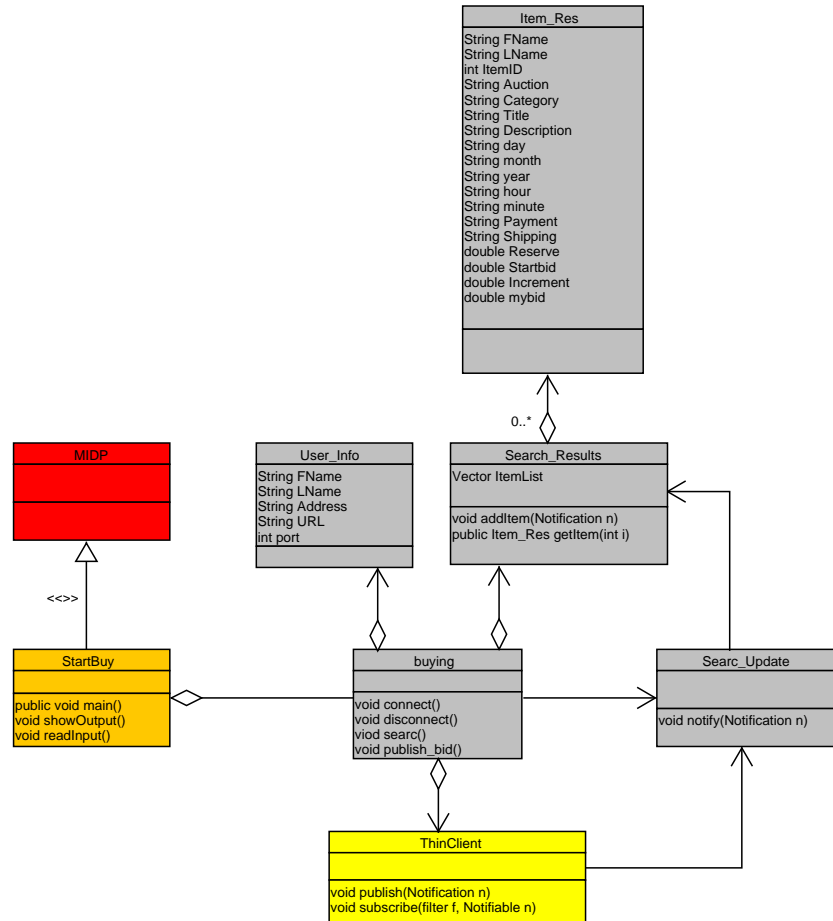 Item_Res
String FName
String LName
int ItemID
String Auction
String Category
String Title
String Description
String day
String month
String year
String hour
String minute
String Payment
String Shipping
double Reserve
double Startbid
double Increment
double mybid
0..*
MIDP
User_Info
String FName
String LName
String Address
String URL
int port
Search_Results
Vector ItemList
void addItem(Notification n)
public Item_Res getItem(int i)
<<>>
StartBuy
public void main()
void showOutput()
void readInput()
buying
void connect()
void disconnect()
viod searc()
void publish_bid()
Searc_Update
void notify(Notification n)
ThinClient
void publish(Notification n)
void subscribe(filter f, Notifiable n)